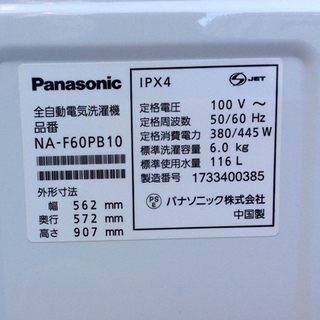 Panasonic
全自動電気洗濯機
品番
NA-F60PB10
外形寸法
幅 562 mm
奥行 572 mm
高さ 907 mm
IPX4
S JET
定格電圧 100 V ～
定格周波数 50/60 Hz
定格消費電力 380/445 W
標準洗濯容量 6.0 kg
標準使用水量 116 L
製造番号 1733400385
PS E パナソニック株式会社
中国製